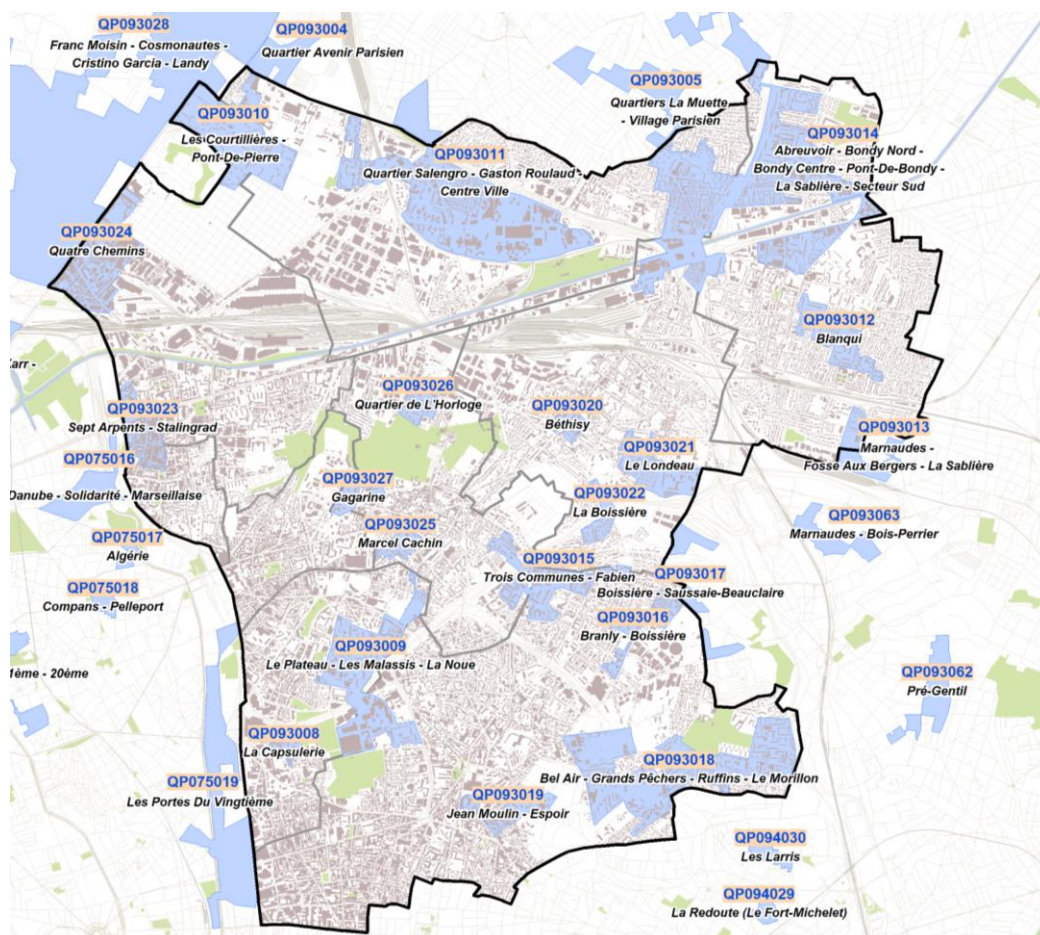 QP093028
Franc Moisin - Cosmonautes -
Cristino Garcia - Landy
QP093004
Quartier Avenir Parisien
QP093005
Quartiers La Muette
- Village Parisien
QP093010
Les Courtillières -
Pont-De-Pierre
QP093011
Quartier Salengro - Gaston Roulaud -
Centre Ville
QP093014
Abreuvoir - Bondy Nord -
Bondy Centre - Pont-De-Bondy -
La Sablière - Secteur Sud
QP093024
Quatre Chemins
QP093012
Blanqui
Karr -
QP093026
Quartier de L'Horloge
QP093023
Sept Arpents - Stalingrad
QP093020
Béthisy
QP093013
Marnaudes -
Fosse Aux Bergers - La Sablière
QP093021
Le Londeau
QP075016
Danube - Solidarité - Marseillaise
QP093027
Gagarine
QP093022
La Boissière
QP093063
Marnaudes - Bois-Perrier
QP093025
Marcel Cachin
QP075017
Algérie
QP093015
Trois Communes - Fabien
QP093017
Boissière - Saussaie-Beauclaire
QP075018
Compans - Pelleport
QP093016
Branly - Boissière
QP093009
Le Plateau - Les Malassis - La Noue
1ème - 20ème
QP093062
Pré-Gentil
QP093008
La Capsulerie
QP093018
Bel Air - Grands Pêchers - Ruffins - Le Morillon
QP075019
Les Portes Du Vingtième
QP093019
Jean Moulin - Espoir
QP094030
Les Larris
QP094029
La Redoute (Le Fort-Michelet)